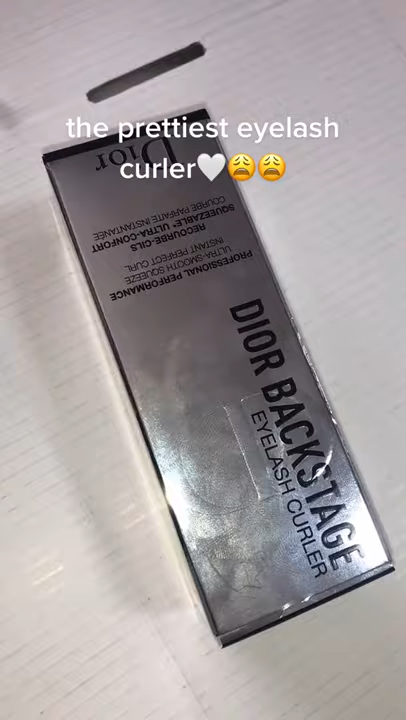 the prettiest eyelash
curler🤍😩😩
Dior
PROFESSIONAL PERFORMANCE
ULTRA-SMOOTH SQUEEZE
INSTANT PERFECT CURL
RECOURBE-CILS
SQUEEZABLE* ULTRA-CONFORT
COURBE PARFAITE INSTANTANÉE
DIOR BACKSTAGE
EYELASH CURLER